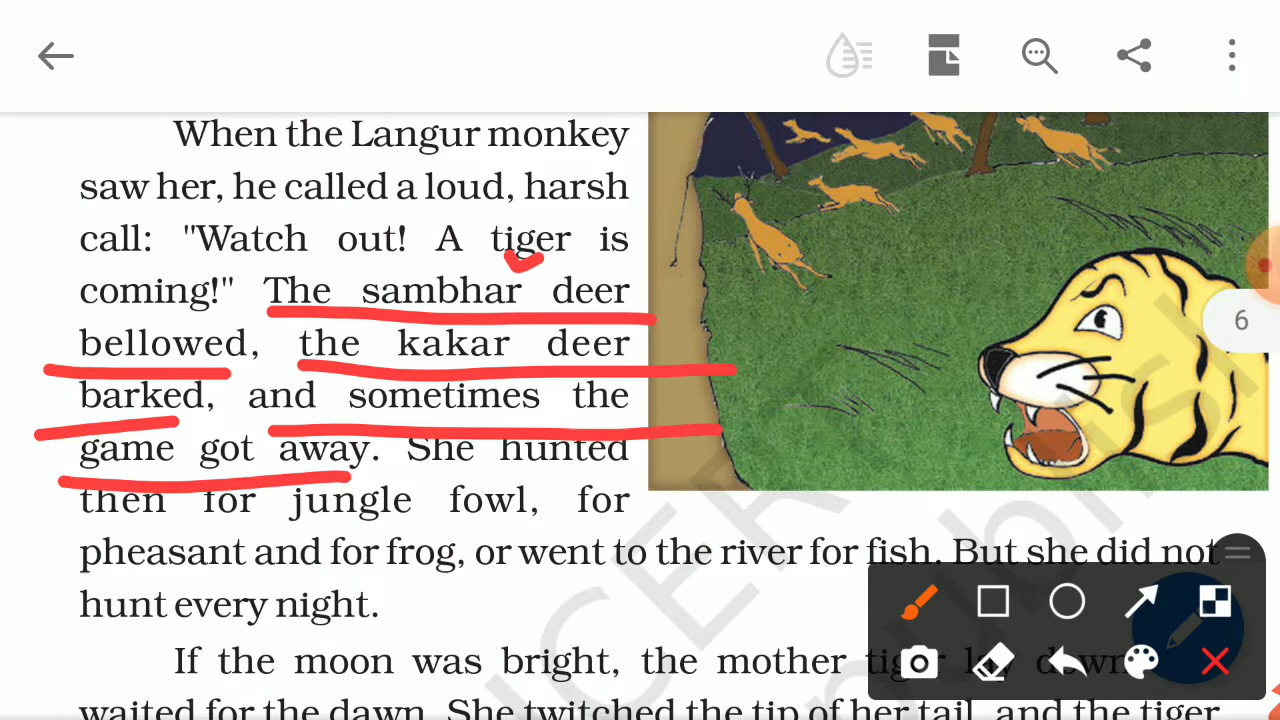 When the Langur monkey
saw her, he called a loud, harsh
call: "Watch out! A tiger is
coming!" The sambhar deer
bellowed, the kakar deer
barked, and sometimes the
game got away. She hunted
then for jungle fowl, for
pheasant and for frog, or went to the river for fish. But she did not
hunt every night.
If the moon was bright, the mother tiger lay down
waited for the dawn. She twitched the tip of her tail, and the tiger
6